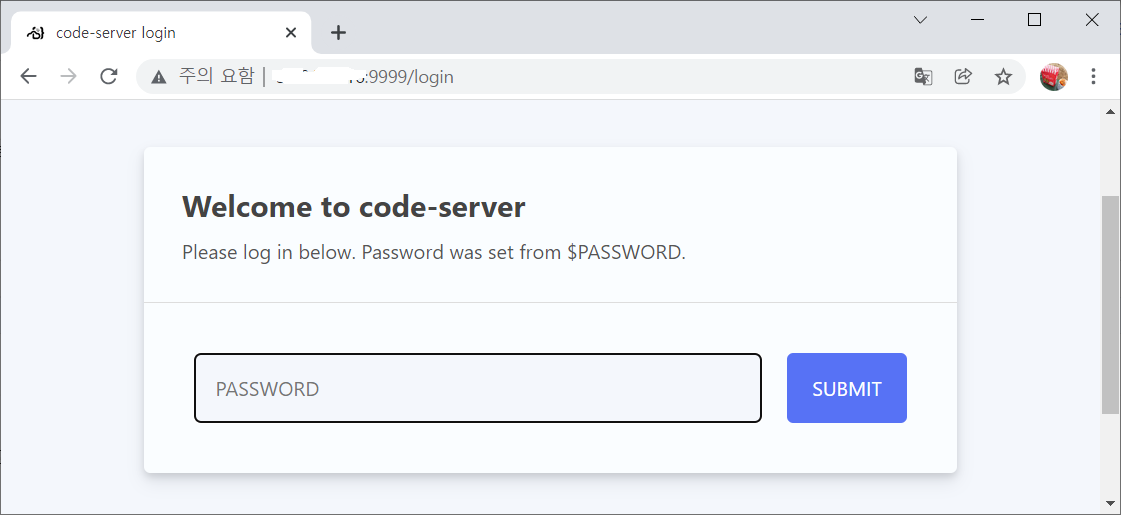 code-server login
주의 요함 | :9999/login
Welcome to code-server
Please log in below. Password was set from $PASSWORD.
PASSWORD
SUBMIT